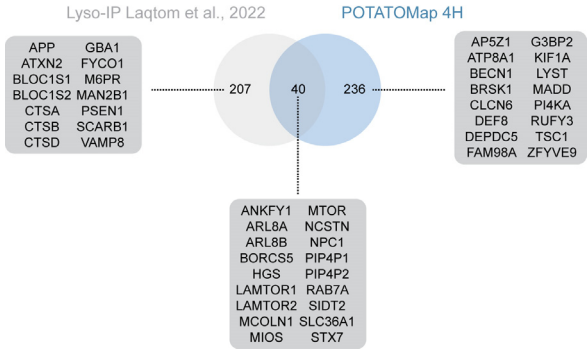 Lyso-IP Laqtom et al., 2022
POTATOMap 4H
APP GBA1
ATXN2 FYCO1
BLOC1S1 M6PR
BLOC1S2 MAN2B1
CTSA PSEN1
CTSB SCARB1
CTSD VAMP8
207
40
236
AP5Z1 G3BP2
ATP8A1 KIF1A
BECN1 LYST
BRSK1 MADD
CLCN6 PI4KA
DEF8 RUFY3
DEPDC5 TSC1
FAM98A ZFYVE9
ANKFY1 MTOR
ARL8A NCSTN
ARL8B NPC1
BORCS5 PIP4P1
HGS PIP4P2
LAMTOR1 RAB7A
LAMTOR2 SIDT2
MCOLN1 SLC36A1
MIOS STX7